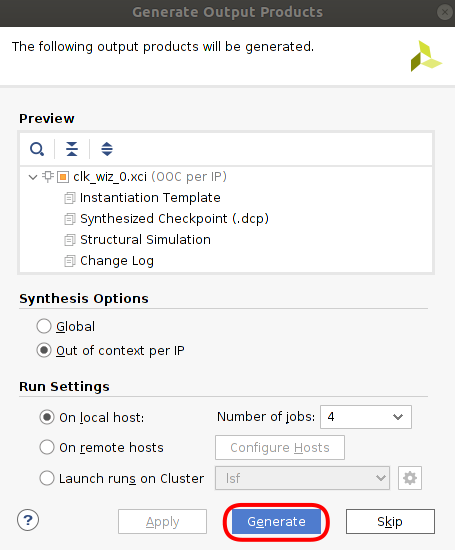 Generate Output Products
The following output products will be generated.
Preview
clk_wiz_0.xci (OOC per IP)
Instantiation Template
Synthesized Checkpoint (.dcp)
Structural Simulation
Change Log
Synthesis Options
Global
Out of context per IP
Run Settings
On local host: Number of jobs: 4
On remote hosts Configure Hosts
Launch runs on Cluster lsf
? Apply Generate Skip